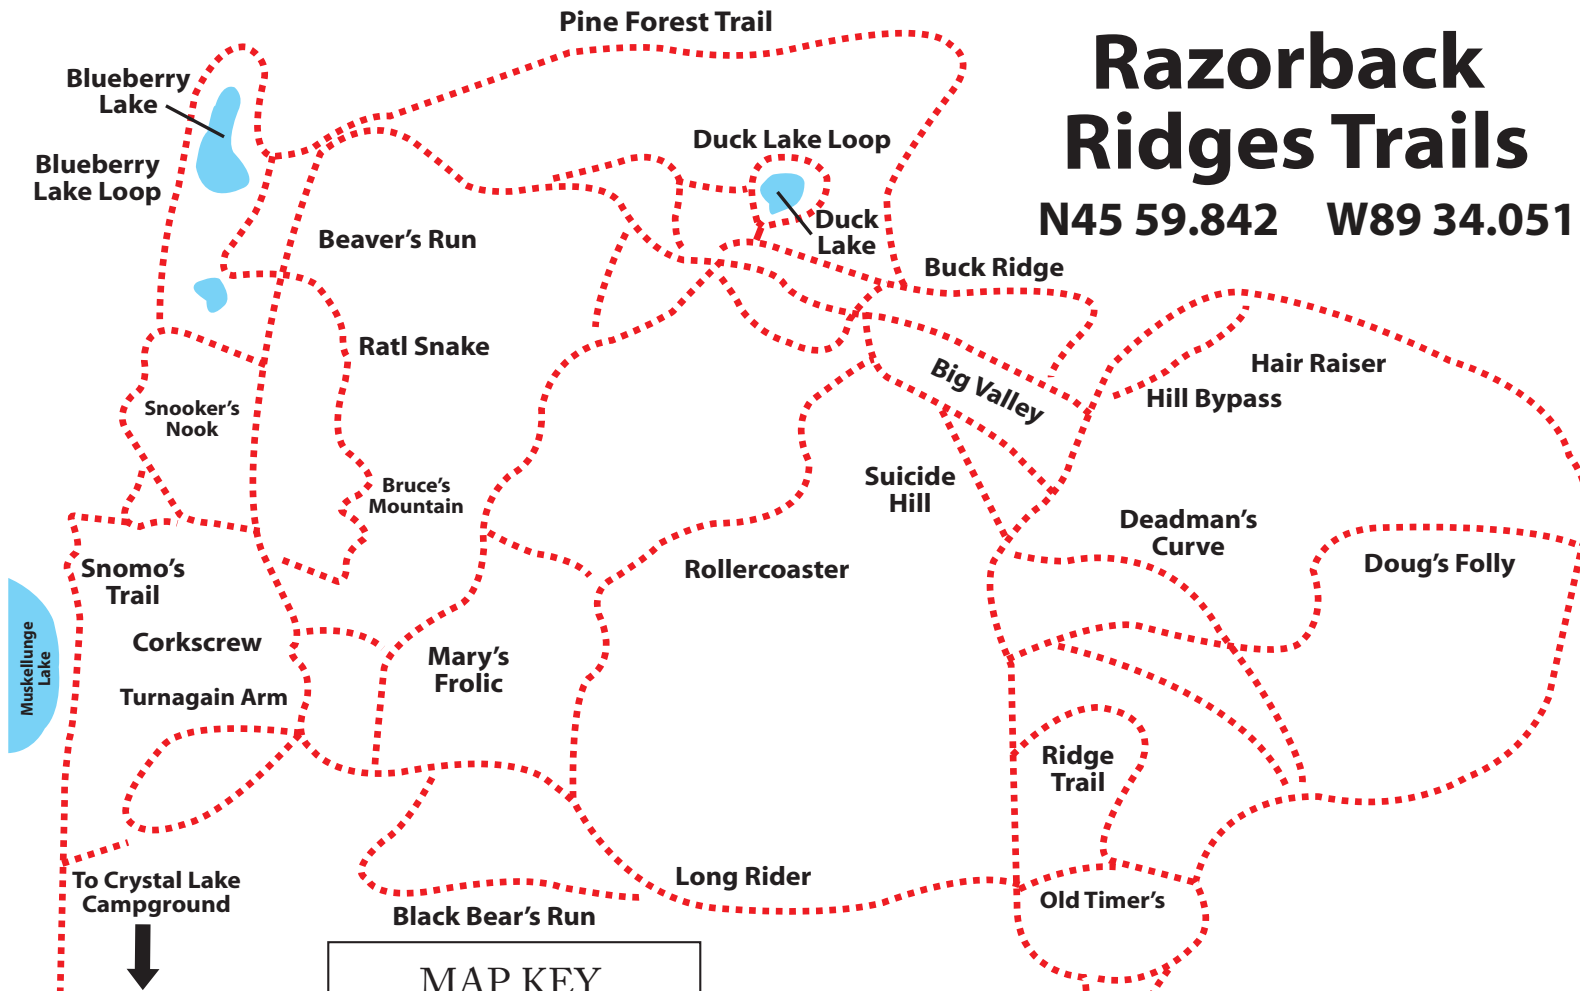 Pine Forest Trail
Razorback
Ridges Trails
N45 59.842 W89 34.051
Blueberry
Lake
Blueberry
Lake Loop
Duck Lake Loop
Duck
Lake
Beaver's Run
Buck Ridge
Ratl Snake
Big Valley
Hair Raiser
Hill Bypass
Snooker's
Nook
Bruce's
Mountain
Suicide
Hill
Deadman's
Curve
Doug's Folly
Snomo's
Trail
Rollercoaster
Muskellunge
Lake
Corkscrew
Mary's
Frolic
Turnagain Arm
Ridge
Trail
To Crystal Lake
Campground
Long Rider
Old Timer's
Black Bear's Run
MAP KEY